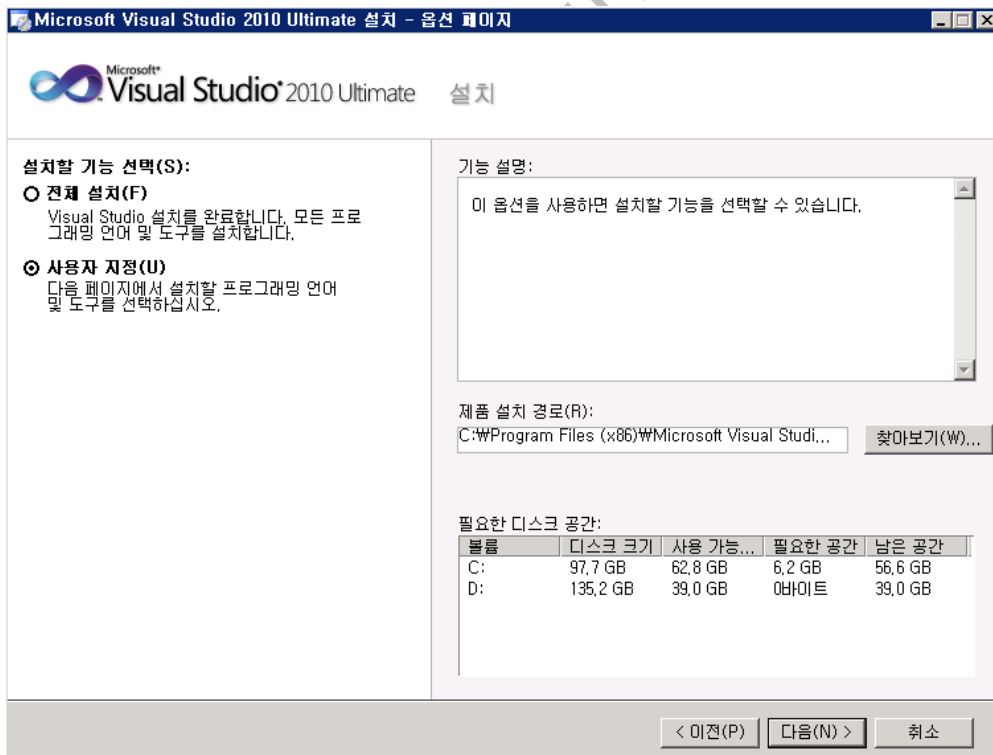 Microsoft Visual Studio 2010 Ultimate 설치 - 옵션 페이지
Microsoft®
Visual Studio® 2010 Ultimate 설치
설치할 기능 선택(S):
전체 설치(F)
Visual Studio 설치를 완료합니다. 모든 프로
그래밍 언어 및 도구를 설치합니다.
사용자 지정(U)
다음 페이지에서 설치할 프로그래밍 언어
및 도구를 선택하십시오.
기능 설명:
이 옵션을 사용하면 설치할 기능을 선택할 수 있습니다.
제품 설치 경로(R):
C:₩Program Files (x86)₩Microsoft Visual Studi... 찾아보기(W)...
필요한 디스크 공간:
볼륨 디스크 크기 사용 가능... 필요한 공간 남은 공간
C: 97.7 GB 62.8 GB 6.2 GB 56.6 GB
D: 135.2 GB 39.0 GB 0바이트 39.0 GB
< 이전(P) 다음(N) > 취소